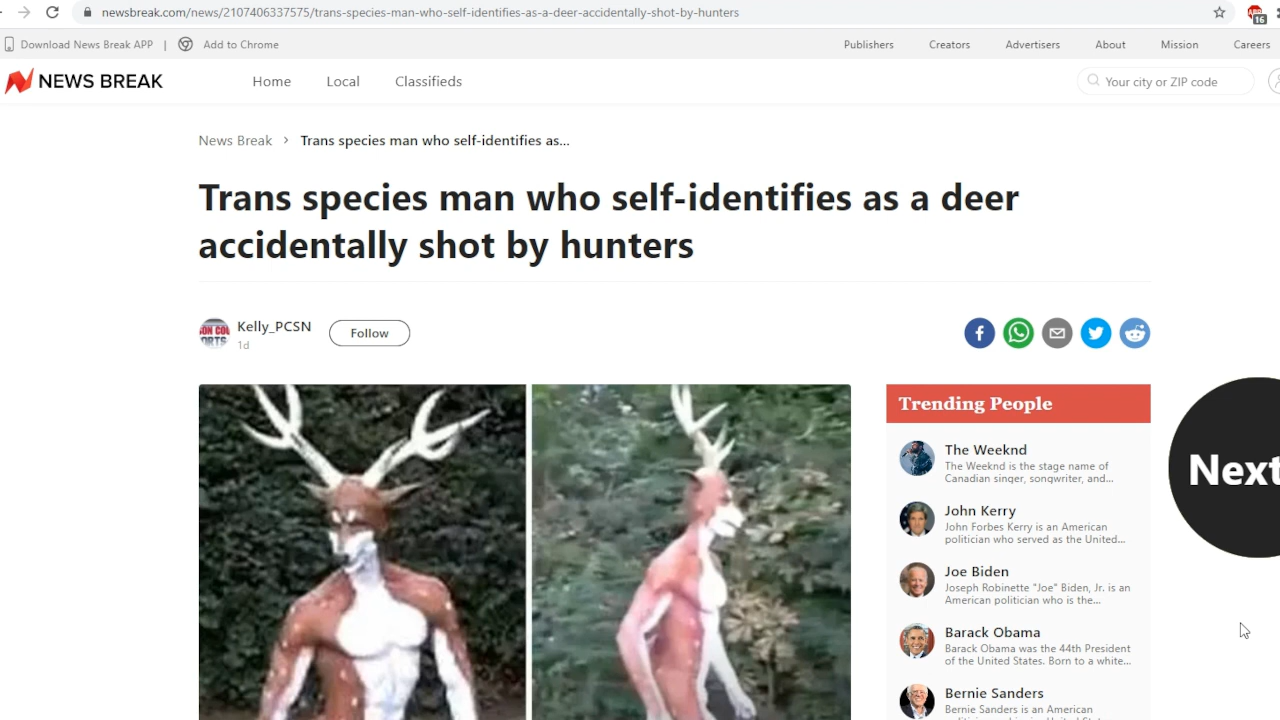 newsbreak.com/news/2107406337575/trans-species-man-who-self-identifies-as-a-deer-accidentally-shot-by-hunters
16
Download News Break APP | Add to Chrome Publishers Creators Advertisers About Mission Careers
NEWS BREAK Home Local Classifieds Your city or ZIP code
News Break > Trans species man who self-identifies as...
Trans species man who self-identifies as a deer
accidentally shot by hunters
Kelly_PCSN Follow
1d
Trending People
The Weeknd
The Weeknd is the stage name of
Canadian singer, songwriter, and...
John Kerry
John Forbes Kerry is an American
politician who served as the United...
Joe Biden
Joseph Robinette "Joe" Biden, Jr. is an
American politician who is the...
Barack Obama
Barack Obama was the 44th President
of the United States. Born to a white...
Bernie Sanders
Bernie Sanders is an American
Next